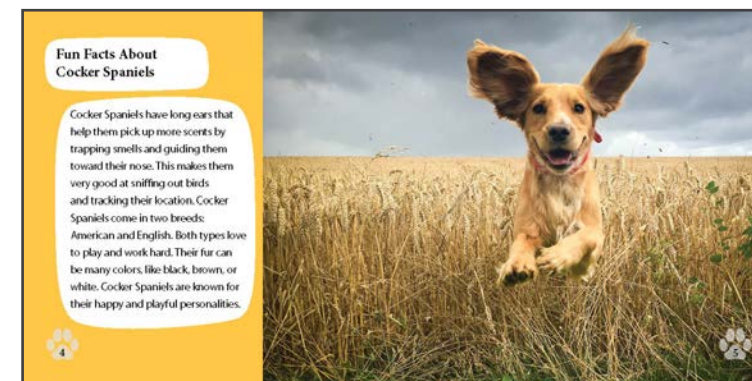 Fun Facts About
Cocker Spaniels
Cocker Spaniels have long ears that
help them pick up more scents by
trapping smells and guiding them
toward their nose. This makes them
very good at sniffing out birds
and tracking their location. Cocker
Spaniels come in two breeds:
American and English. Both types love
to play and work hard. Their fur can
be many colors, like black, brown, or
white. Cocker Spaniels are known for
their happy and playful personalities.
4
5